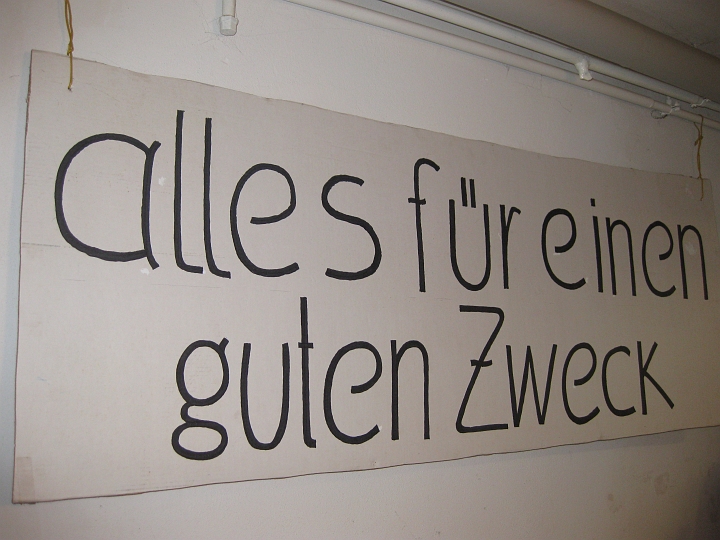 alles für einen
guten Zweck